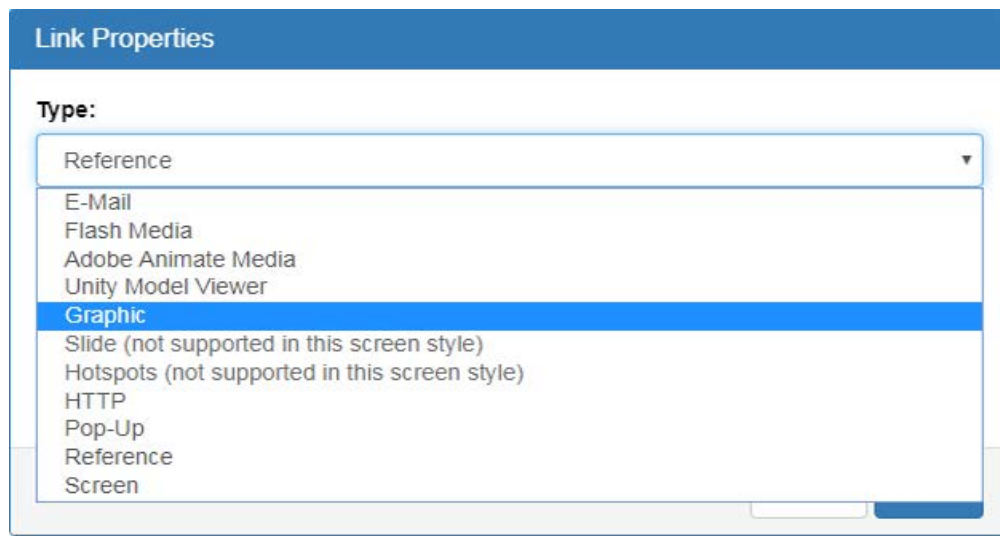 Link Properties
Type:
Reference
E-Mail
Flash Media
Adobe Animate Media
Unity Model Viewer
Graphic
Slide (not supported in this screen style)
Hotspots (not supported in this screen style)
HTTP
Pop-Up
Reference
Screen